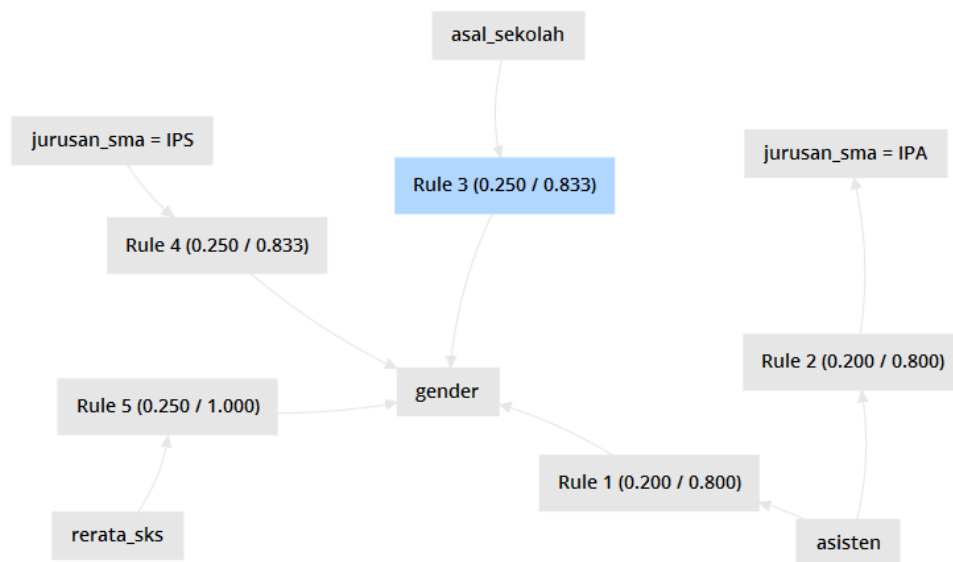 asal_sekolah
jurusan_sma = IPS
jurusan_sma = IPA
Rule 3 (0.250 / 0.833)
Rule 4 (0.250 / 0.833)
Rule 2 (0.200 / 0.800)
gender
Rule 5 (0.250 / 1.000)
Rule 1 (0.200 / 0.800)
rerata_sks
asisten